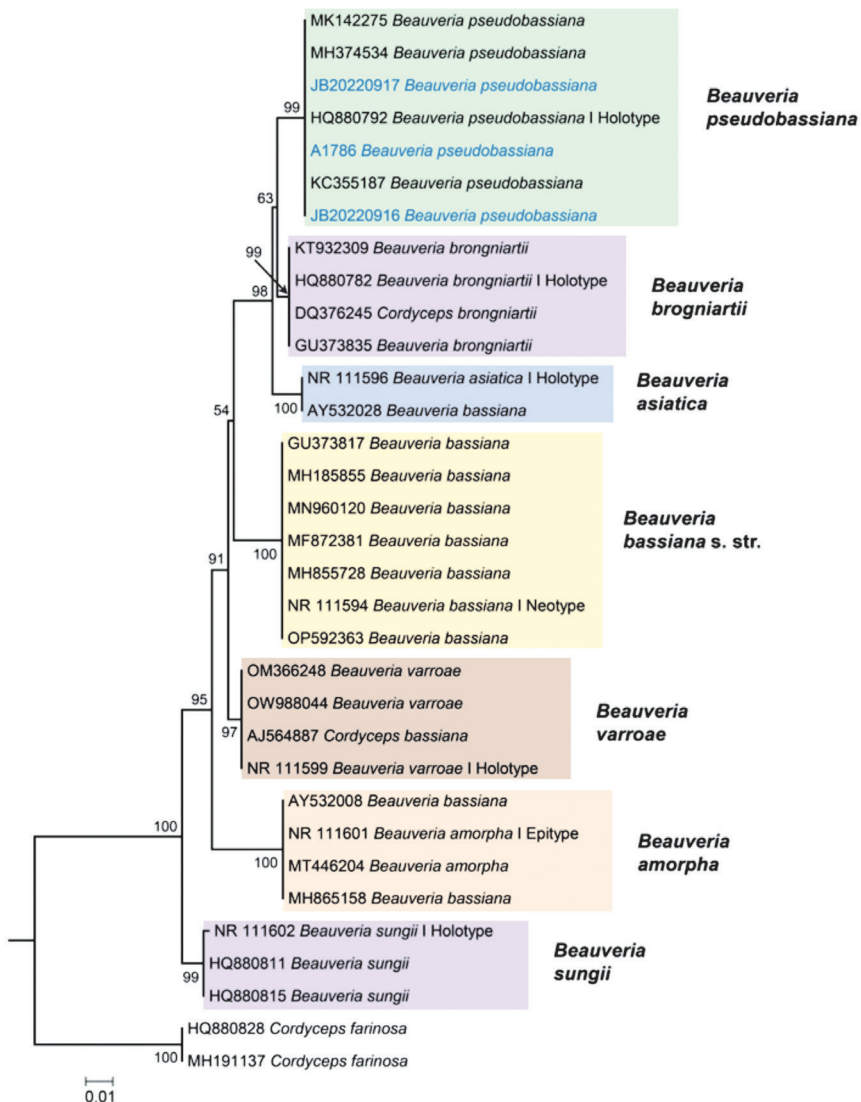 MK142275 Beauveria pseudobassiana
MH374534 Beauveria pseudobassiana
JB20220917 Beauveria pseudobassiana
99
HQ880792 Beauveria pseudobassiana I Holotype
A1786 Beauveria pseudobassiana
KC355187 Beauveria pseudobassiana
JB20220916 Beauveria pseudobassiana
Beauveria
pseudobassiana
63
KT932309 Beauveria brongniartii
99
HQ880782 Beauveria brongniartii I Holotype
98
DQ376245 Cordyceps brongniartii
GU373835 Beauveria brongniartii
Beauveria
brogniartii
NR 111596 Beauveria asiatica I Holotype
100
AY532028 Beauveria bassiana
Beauveria
asiatica
54
GU373817 Beauveria bassiana
MH185855 Beauveria bassiana
MN960120 Beauveria bassiana
MF872381 Beauveria bassiana
100
MH855728 Beauveria bassiana
NR 111594 Beauveria bassiana I Neotype
OP592363 Beauveria bassiana
Beauveria
bassiana s. str.
91
OM366248 Beauveria varroae
95
OW988044 Beauveria varroae
97
AJ564887 Cordyceps bassiana
NR 111599 Beauveria varroae I Holotype
Beauveria
varroae
AY532008 Beauveria bassiana
100
NR 111601 Beauveria amorpha I Epitype
100
MT446204 Beauveria amorpha
MH865158 Beauveria bassiana
Beauveria
amorpha
NR 111602 Beauveria sungii I Holotype
HQ880811 Beauveria sungii
99
HQ880815 Beauveria sungii
Beauveria
sungii
HQ880828 Cordyceps farinosa
100
MH191137 Cordyceps farinosa
0.01